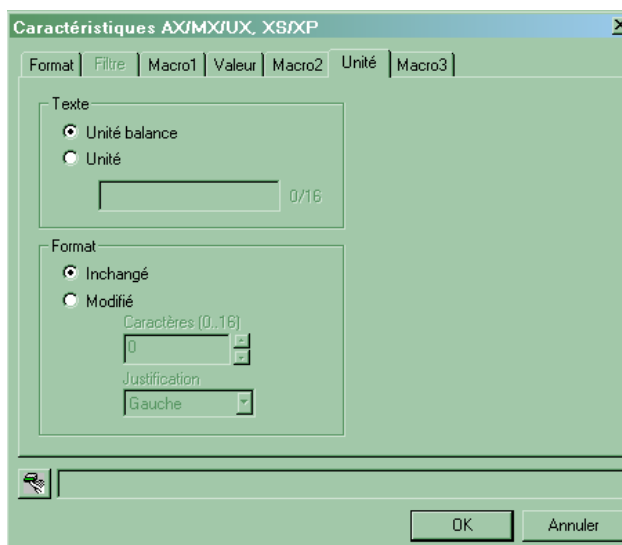 Caractéristiques AX/MX/UX, XS/XP
Format Filtre Macro1 Valeur Macro2 Unité Macro3
Texte
Unité balance
Unité
0/16
Format
Inchangé
Modifié
Caractères (0..16)
0
Justification
Gauche
OK Annuler